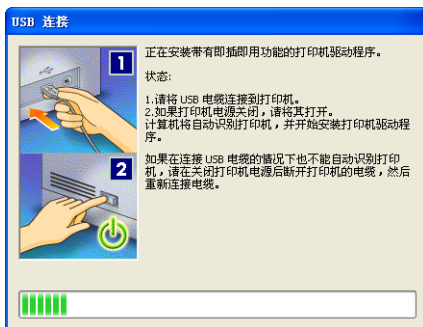 USB 连接
1
正在安装带有即插即用功能的打印机驱动程序。
状态:
1.请将 USB 电缆连接到打印机。
2.如果打印机电源关闭，请将其打开。
计算机将自动识别打印机，并开始安装打印机驱动程
序。
2
如果在连接 USB 电缆的情况下也不能自动识别打印
机，请在关闭打印机电源后断开打印机的电缆，然后
重新连接电缆。